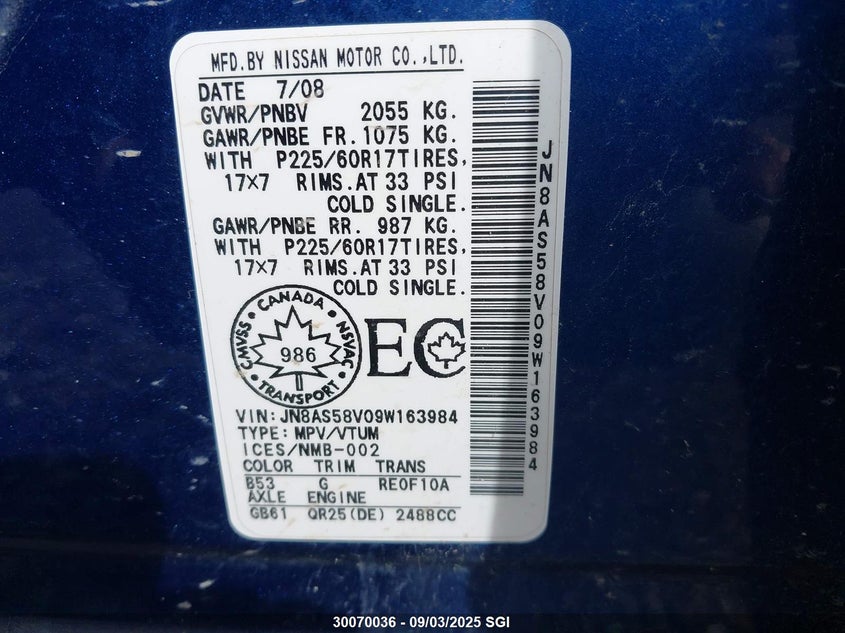 MFD.BY NISSAN MOTOR CO.,LTD.
DATE 7/08
GVWR/PNBV 2055 KG.
GAWR/PNBE FR.1075 KG.
WITH P225/60R17TIRES,
17×7 RIMS.AT 33 PSI
COLD SINGLE.
GAWR/PNBE RR. 987 KG.
WITH P225/60R17TIRES,
17×7 RIMS.AT 33 PSI
COLD SINGLE.
CANADA
CMVSS 986 NSVAC
TRANSPORT
EC
VIN:JN8AS58V09W163984
TYPE:MPV/VTUM
ICES/NMB-002
COLOR TRIM TRANS
B53 G RE0F10A
AXLE ENGINE
GB61 QR25(DE) 2488CC
JN8AS58V09W163984
30070036 - 09/03/2025 SGI